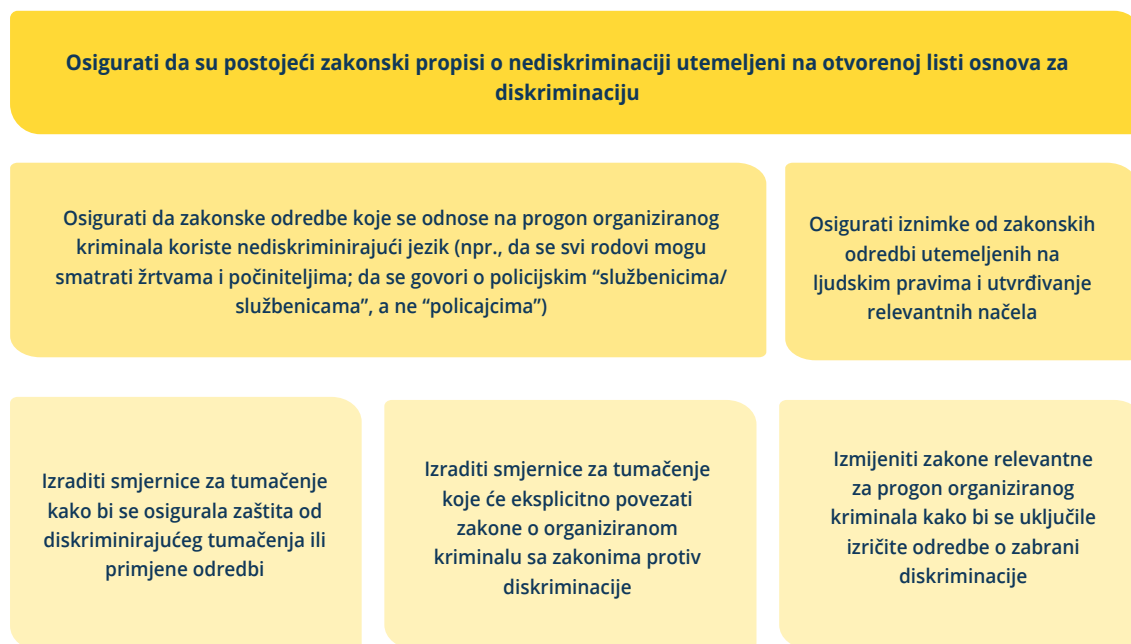 Osigurati da su postojeći zakonski propisi o nediskriminaciji utemeljeni na otvorenoj listi osnova za
diskriminaciju
Osigurati da zakonske odredbe koje se odnose na progon organiziranog
kriminala koriste nediskriminirajući jezik (npr., da se svi rodovi mogu
smatrati žrtvama i počiniteljima; da se govori o policijskim “službenicima/
službenicama”, a ne “policajcima”)
Osigurati iznimke od zakonskih
odredbi utemeljenih na
ljudskim pravima i utvrđivanje
relevantnih načela
Izraditi smjernice za tumačenje
kako bi se osigurala zaštita od
diskriminirajućeg tumačenja ili
primjene odredbi
Izraditi smjernice za tumačenje
koje će eksplicitno povezati
zakone o organiziranom
kriminalu sa zakonima protiv
diskriminacije
Izmijeniti zakone relevantne
za progon organiziranog
kriminala kako bi se uključile
izričite odredbe o zabrani
diskriminacije